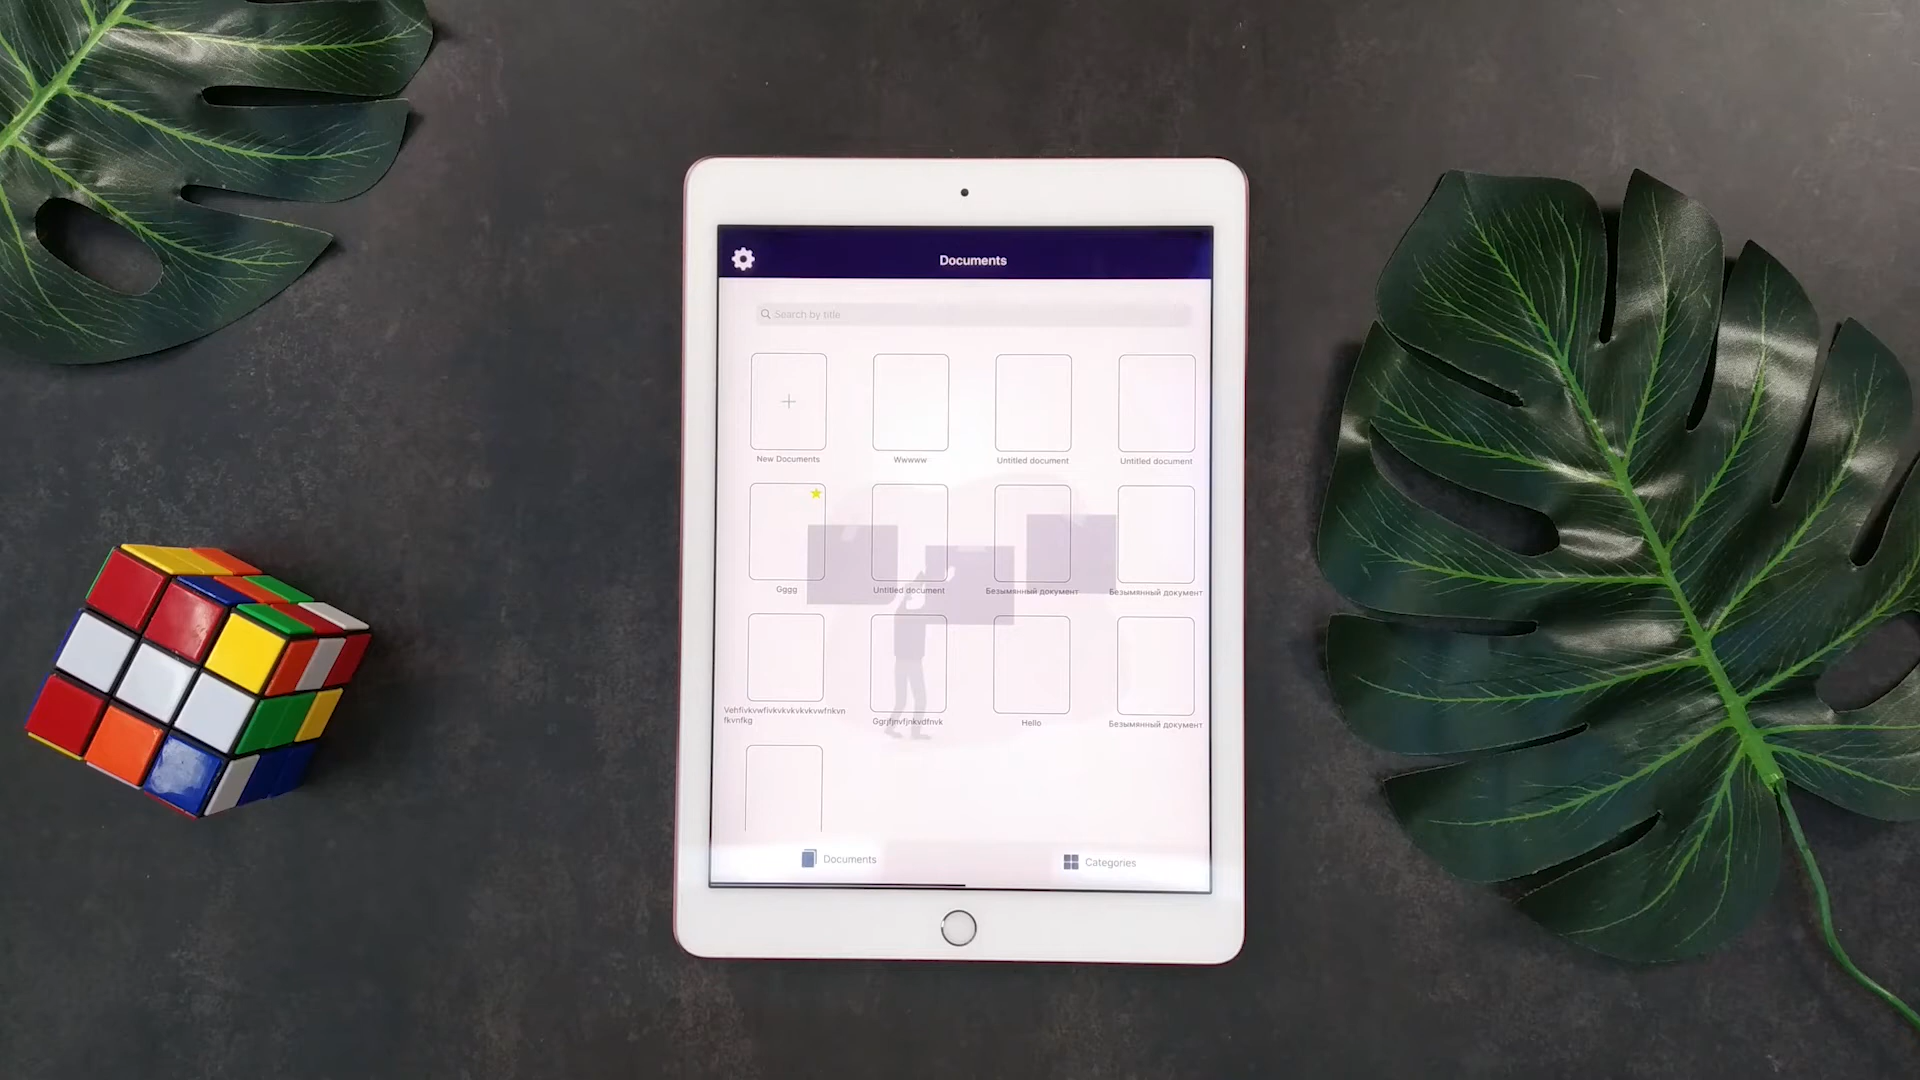 Documents
Search by title
New Documents
Wwwww
Untitled document
Untitled document
Gggg
Untitled document
Безымянный документ
Безымянный документ
Vehfivkvwfivkvkvkvkvkvwfnkvn
fkvnfkg
Ggrjfjnvfjnkvdfnvk
Hello
Безымянный документ
Documents
Categories